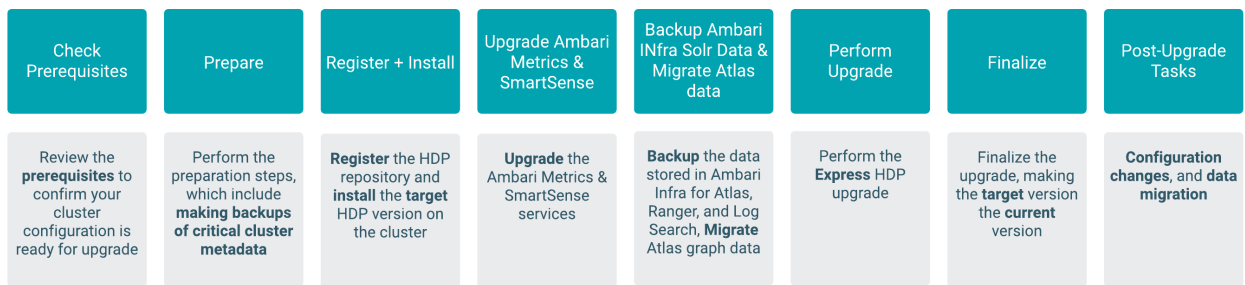 Check
Prerequisites
Review the
prerequisites to
confirm your
cluster
configuration is
ready for upgrade
Prepare
Perform the
preparation steps,
which include
making backups
of critical cluster
metadata
Register + Install
Register the HDP
repository and
install the target
HDP version on
the cluster
Upgrade Ambari
Metrics &
SmartSense
Upgrade the
Ambari Metrics &
SmartSense
services
Backup Ambari
INfra Solr Data &
Migrate Atlas
data
Backup the data
stored in Ambari
Infra for Atlas,
Ranger, and Log
Search, Migrate
Atlas graph data
Perform
Upgrade
Perform the
Express HDP
upgrade
Finalize
Finalize the
upgrade, making
the target version
the current
version
Post-Upgrade
Tasks
Configuration
changes, and data
migration